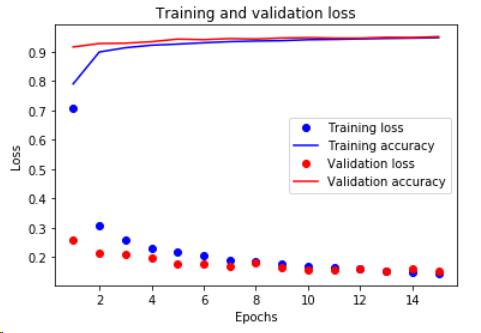 Training and validation loss
0.9
0.8
0.7
0.6
0.5
0.4
0.3
0.2
Loss
Training loss
Training accuracy
Validation loss
Validation accuracy
2 4 6 8 10 12 14
Epochs